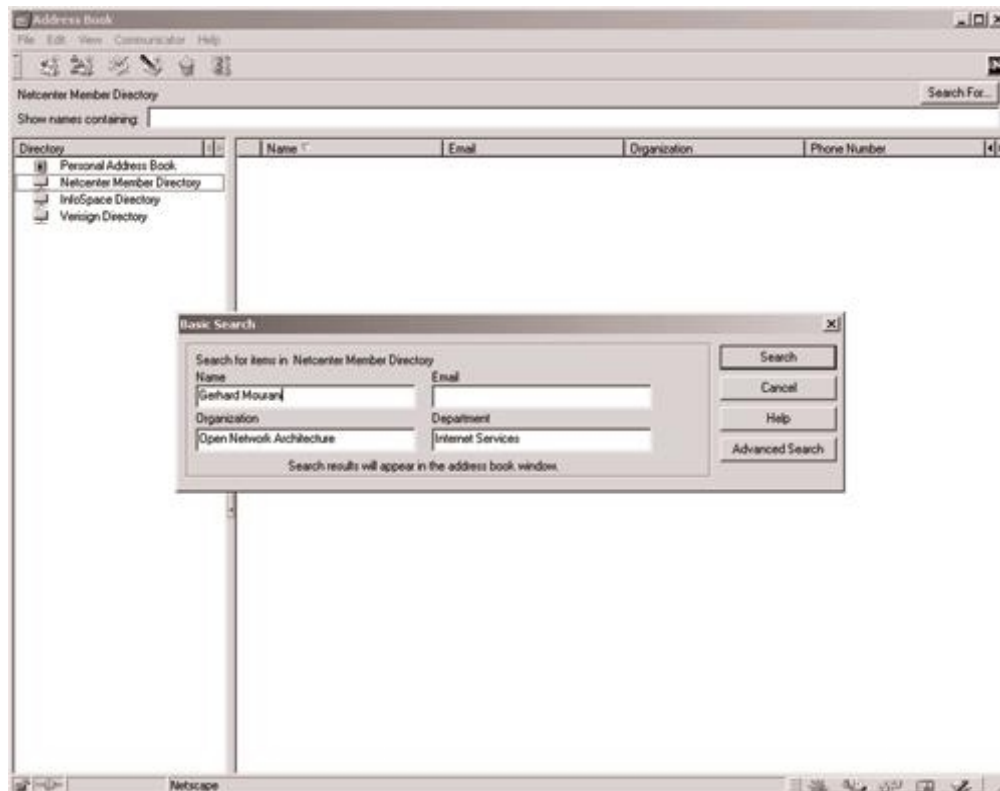 Address Book
File Edit View Communicator Help
Netcenter Member Directory
Search For...
Show names containing:
Directory
Name
Email
Organization
Phone Number
Personal Address Book
Netcenter Member Directory
InfoSpace Directory
Verisign Directory
Basic Search
Search for items in Netcenter Member Directory
Name
Email
Gerhard Mourani
Organization
Department
Open Network Architecture
Internet Services
Search results will appear in the address book window.
Search
Cancel
Help
Advanced Search
Netscape
N